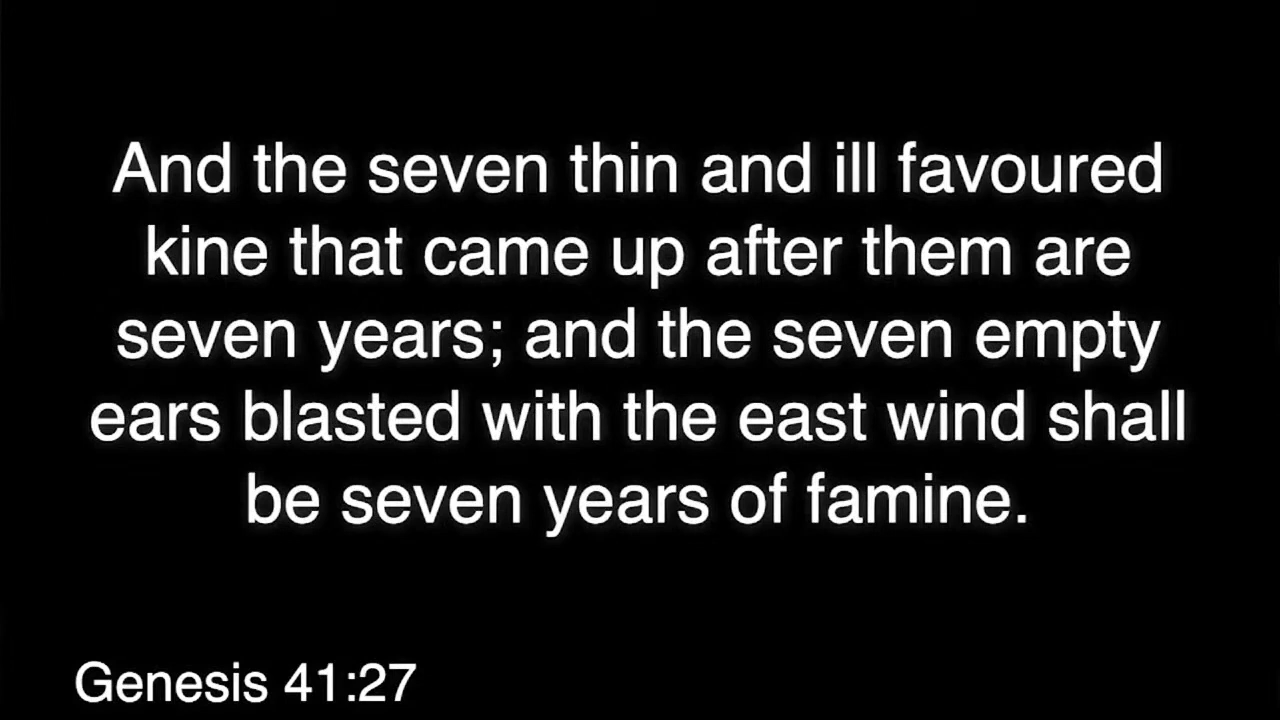 And the seven thin and ill favoured
kine that came up after them are
seven years; and the seven empty
ears blasted with the east wind shall
be seven years of famine.
Genesis 41:27